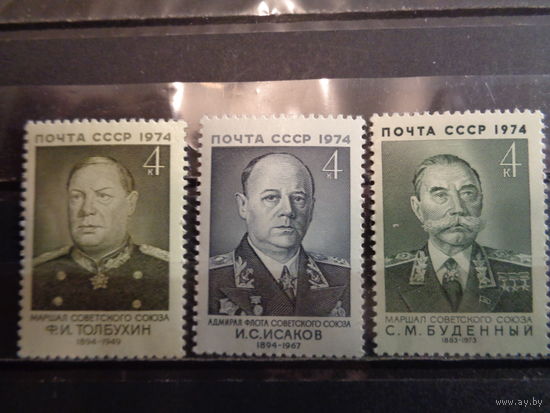 ПОЧТА СССР 1974
4
К
МАРШАЛ СОВЕТСКОГО СОЮЗА
Ф.И. ТОЛБУХИН
1894-1949
ПОЧТА СССР 1974
4
К
АДМИРАЛ ФЛОТА СОВЕТСКОГО СОЮЗА
И.С. ИСАКОВ
1894-1967
ПОЧТА СССР 1974
4
К
МАРШАЛ СОВЕТСКОГО СОЮЗА
С.М. БУДЕННЫЙ
1883-1973
www.ay.by